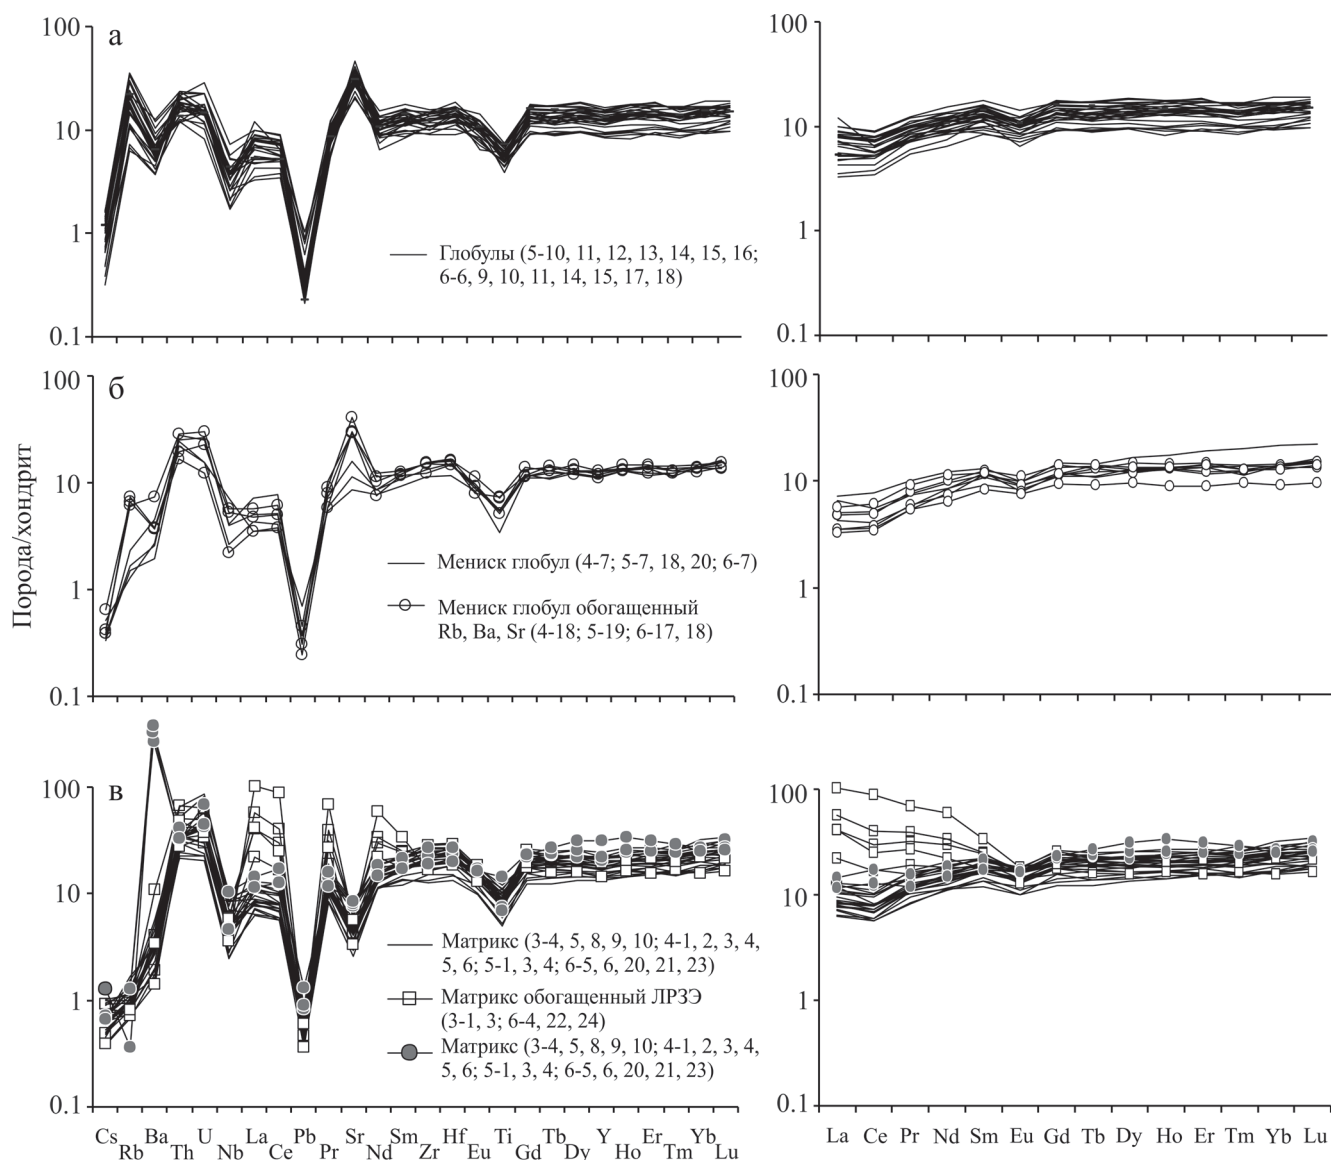 Порода/хондрит
а
100
10
1
0.1
Глобулы (5-10, 11, 12, 13, 14, 15, 16;
6-6, 9, 10, 11, 14, 15, 17, 18)
100
10
1
0.1
б
100
10
1
0.1
Мениск глобул (4-7; 5-7, 18, 20; 6-7)
Мениск глобул обогащенный
Rb, Ba, Sr (4-18; 5-19; 6-17, 18)
100
10
1
0.1
в
100
10
1
0.1
Матрикс (3-4, 5, 8, 9, 10; 4-1, 2, 3, 4,
5, 6; 5-1, 3, 4; 6-5, 6, 20, 21, 23)
Матрикс обогащенный ЛРЗЭ
(3-1, 3; 6-4, 22, 24)
Матрикс (3-4, 5, 8, 9, 10; 4-1, 2, 3, 4,
5, 6; 5-1, 3, 4; 6-5, 6, 20, 21, 23)
100
10
1
0.1
Cs Rb Ba Th U Nb La Ce Pb Pr Sr Nd Sm Zr Hf Eu Ti Gd Tb Dy Y Ho Er Tm Yb Lu
La Ce Pr Nd Sm Eu Gd Tb Dy Ho Er Tm Yb Lu